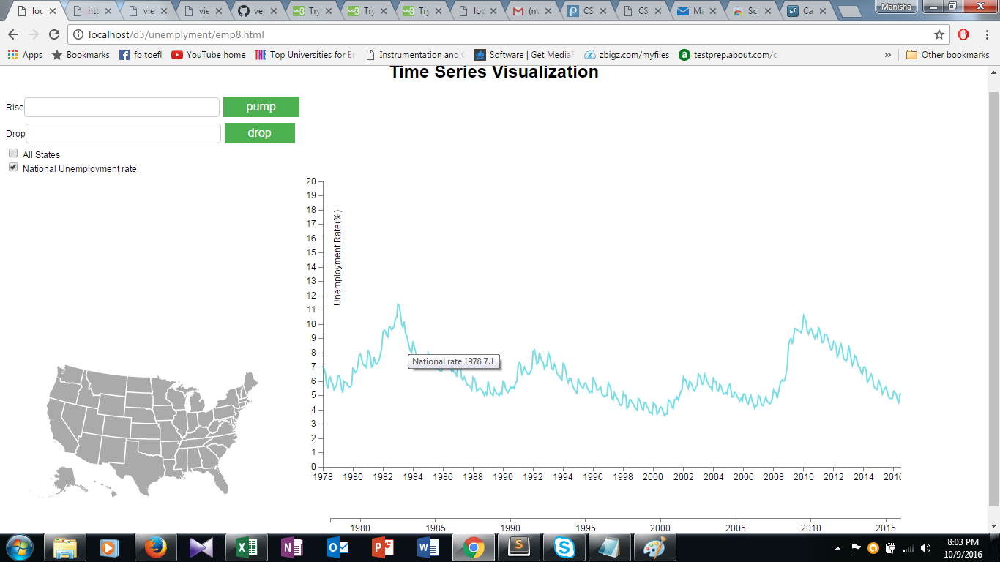 loc htt vie vie ver Try Try Try loc (no CS CS Ma Scr Ca Manisha
localhost/d3/unemplyment/emp8.html
Apps Bookmarks fb toefl YouTube home THE Top Universities for En Instrumentation and C Software | Get MediaP zbigz.com/myfiles a testprep.about.com/o » Other bookmarks
Time Series Visualization
Rise pump
Drop drop
All States
National Unemployment rate
20
19
18
17
16
15
14
13
12
11
10
9
8
7
6
5
4
3
2
1
0
Unemployment Rate(%)
National rate 1978 7.1
1978 1980 1982 1984 1986 1988 1990 1992 1994 1996 1998 2000 2002 2004 2006 2008 2010 2012 2014 2016
1980 1985 1990 1995 2000 2005 2010 2015
8:03 PM
10/9/2016